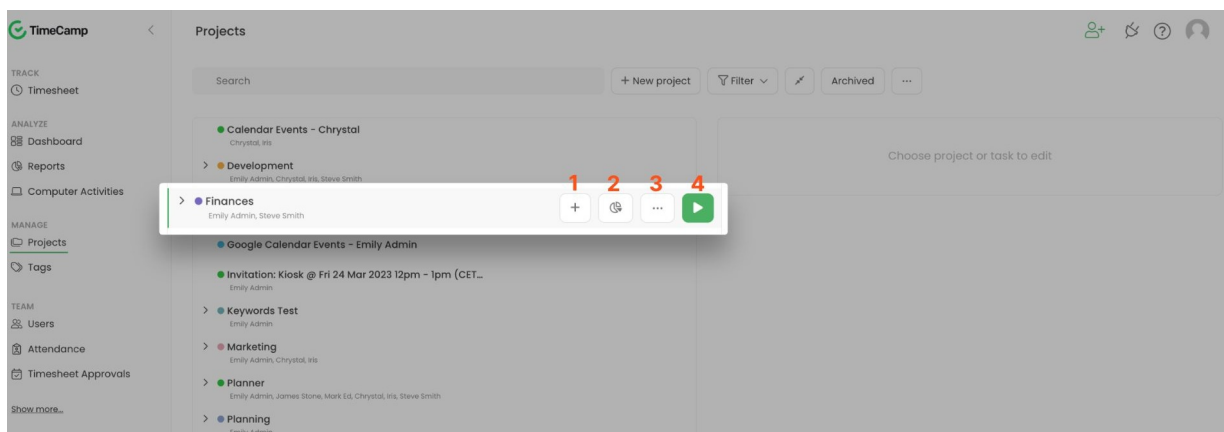 TimeCamp
Projects
TRACK
Timesheet
Search
+ New project
Filter
Archived
...
ANALYZE
Dashboard
Reports
Computer Activities
Calendar Events - Chrystal
Chrystal, Iris
Choose project or task to edit
Development
Emily Admin, Chrystal, Iris, Steve Smith
1 2 3 4
Finances
Emily Admin, Steve Smith
+ ...
MANAGE
Projects
Tags
Google Calendar Events - Emily Admin
Invitation: Kiosk @ Fri 24 Mar 2023 12pm - 1pm (CET...
Emily Admin
TEAM
Users
Attendance
Timesheet Approvals
Show more...
Keywords Test
Emily Admin
Marketing
Emily Admin, Chrystal, Iris
Planner
Emily Admin, James Stone, Mark Ed, Chrystal, Iris, Steve Smith
Planning
Emily Admin